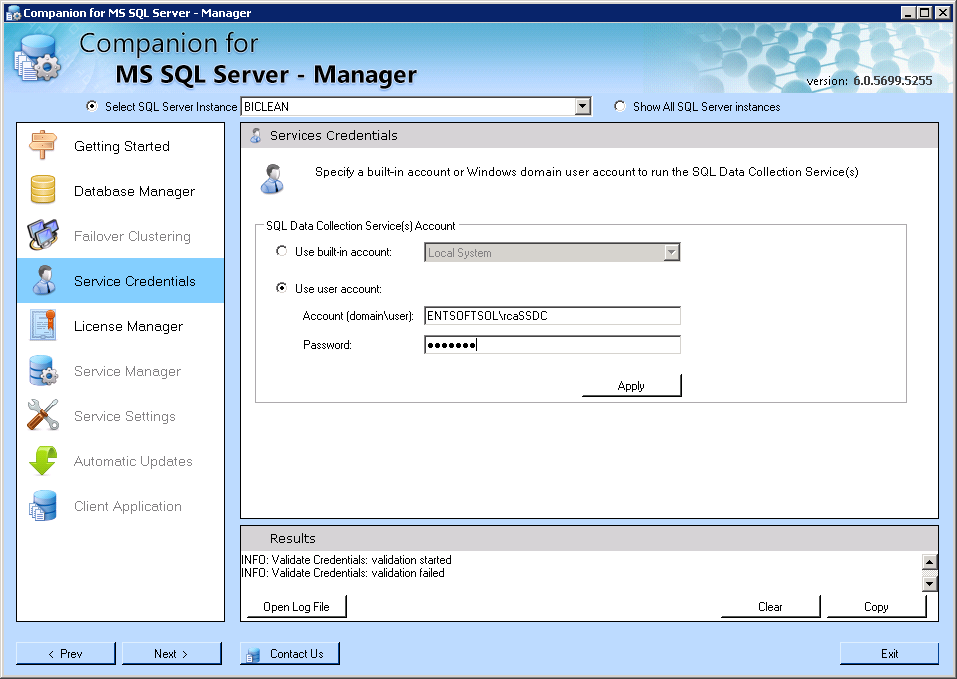 Companion for MS SQL Server - Manager
Companion for
MS SQL Server - Manager
version: 6.0.5699.5255
Select SQL Server Instance BICLEAN Show All SQL Server instances
Getting Started
Database Manager
Failover Clustering
Service Credentials
License Manager
Service Manager
Service Settings
Automatic Updates
Client Application
Services Credentials
Specify a built-in account or Windows domain user account to run the SQL Data Collection Service(s)
SQL Data Collection Service(s) Account
Use built-in account: Local System
Use user account:
Account (domain\user): ENTSOFTSOL\rcaSSDC
Password: ●●●●●●●
Apply
Results
INFO: Validate Credentials: validation started
INFO: Validate Credentials: validation failed
Open Log File Clear Copy
< Prev Next > Contact Us Exit